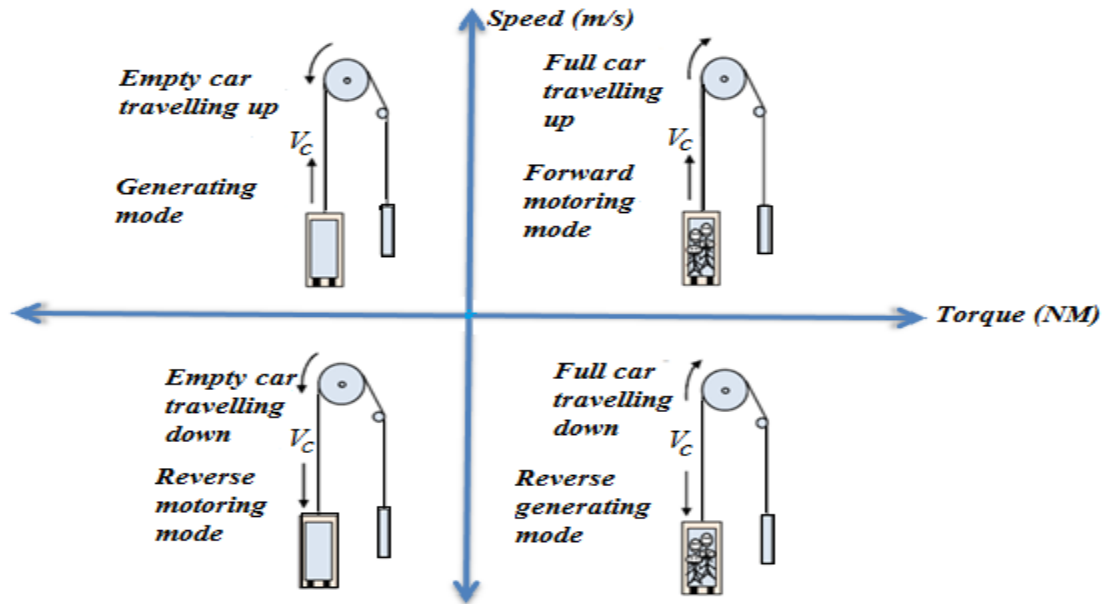 Speed (m/s)
Empty car
travelling up
V_C
Generating
mode
Full car
travelling
up
V_C
Forward
motoring
mode
Torque (NM)
Empty car
travelling
down
V_C
Reverse
motoring
mode
Full car
travelling
down
V_C
Reverse
generating
mode